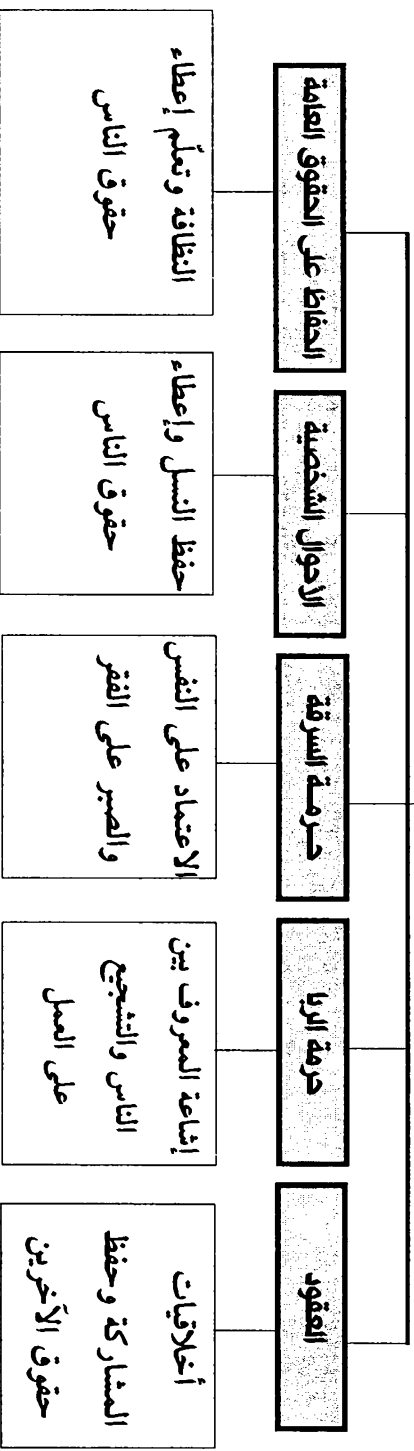 الحفاظ على الحقوق العامة
النظافة وتعلّم إعطاء
حقوق الناس
الأحوال الشخصية
حفظ النسل وإعطاء
حقوق الناس
حرمة السرقة
الاعتماد على النفس
والصبر على الفقر
حرمة الربا
إشاعة المعروف بين
الناس والتشجيع
على العمل
العقود
أخلاقيات
المشاركة وحفظ
حقوق الآخرين